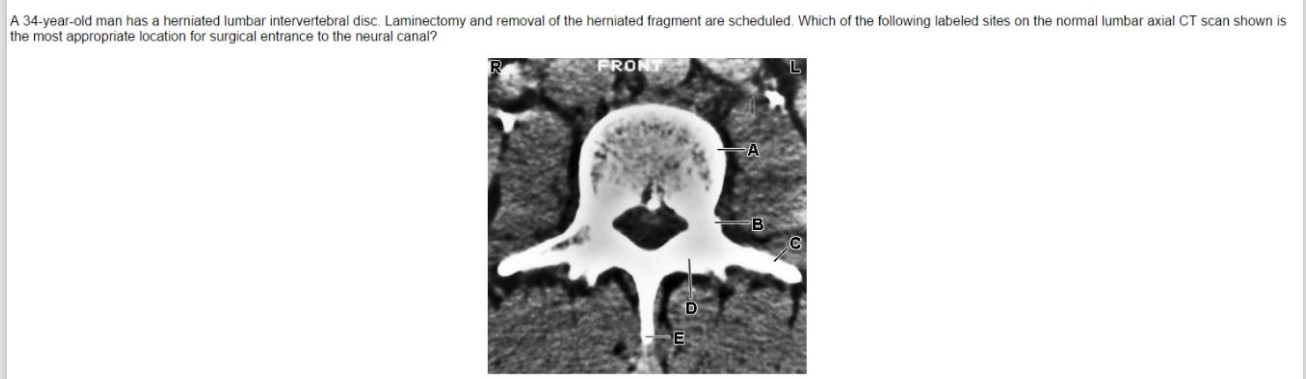 A 34-year-old man has a herniated lumbar intervertebral disc. Laminectomy and removal of the herniated fragment are scheduled. Which of the following labeled sites on the normal lumbar axial CT scan shown is
the most appropriate location for surgical entrance to the neural canal?
R FRONT L
A
B
C
D
E